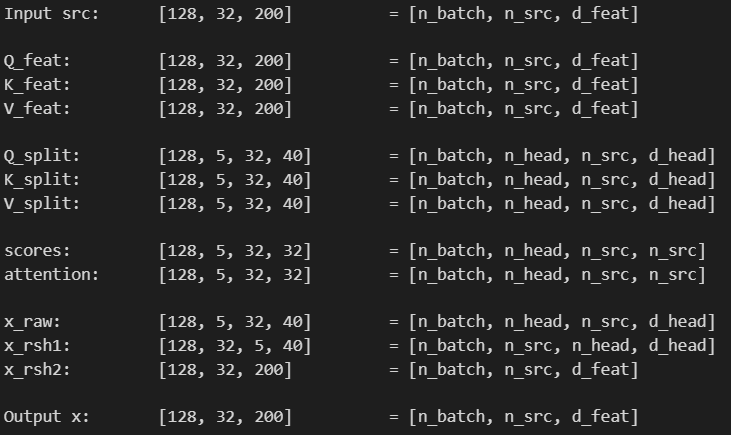 Input src: [128, 32, 200] = [n_batch, n_src, d_feat]
Q_feat: [128, 32, 200] = [n_batch, n_src, d_feat]
K_feat: [128, 32, 200] = [n_batch, n_src, d_feat]
V_feat: [128, 32, 200] = [n_batch, n_src, d_feat]
Q_split: [128, 5, 32, 40] = [n_batch, n_head, n_src, d_head]
K_split: [128, 5, 32, 40] = [n_batch, n_head, n_src, d_head]
V_split: [128, 5, 32, 40] = [n_batch, n_head, n_src, d_head]
scores: [128, 5, 32, 32] = [n_batch, n_head, n_src, n_src]
attention: [128, 5, 32, 32] = [n_batch, n_head, n_src, n_src]
x_raw: [128, 5, 32, 40] = [n_batch, n_head, n_src, d_head]
x_rsh1: [128, 32, 5, 40] = [n_batch, n_src, n_head, d_head]
x_rsh2: [128, 32, 200] = [n_batch, n_src, d_feat]
Output x: [128, 32, 200] = [n_batch, n_src, d_feat]